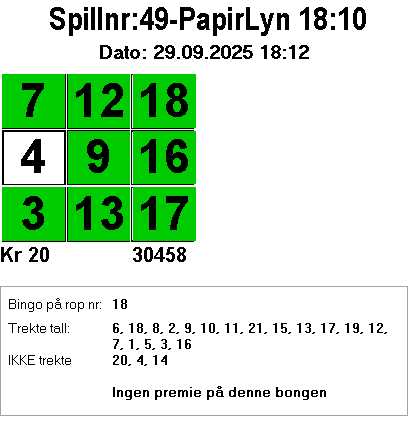 Spillnr:49-PapirLyn 18:10
Dato: 29.09.2025 18:12
7 12 18
4 9 16
3 13 17
Kr 20 30458
Bingo på rop nr: 18
Trekte tall: 6, 18, 8, 2, 9, 10, 11, 21, 15, 13, 17, 19, 12,
7, 1, 5, 3, 16
IKKE trekte 20, 4, 14
Ingen premie på denne bongen